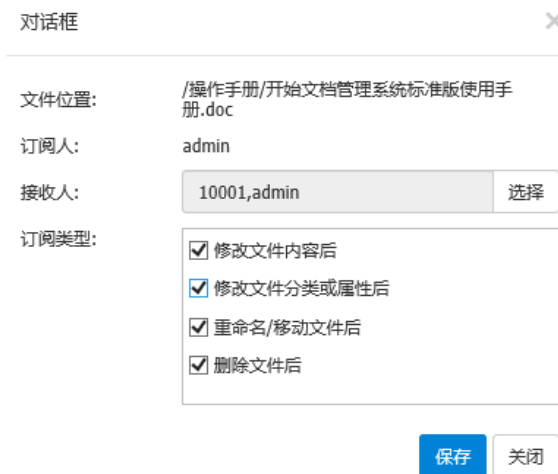 对话框
文件位置:
/操作手册/开始文档管理系统标准版使用手
册.doc
订阅人:
admin
接收人:
10001,admin
选择
订阅类型:
修改文件内容后
修改文件分类或属性后
重命名/移动文件后
删除文件后
保存
关闭